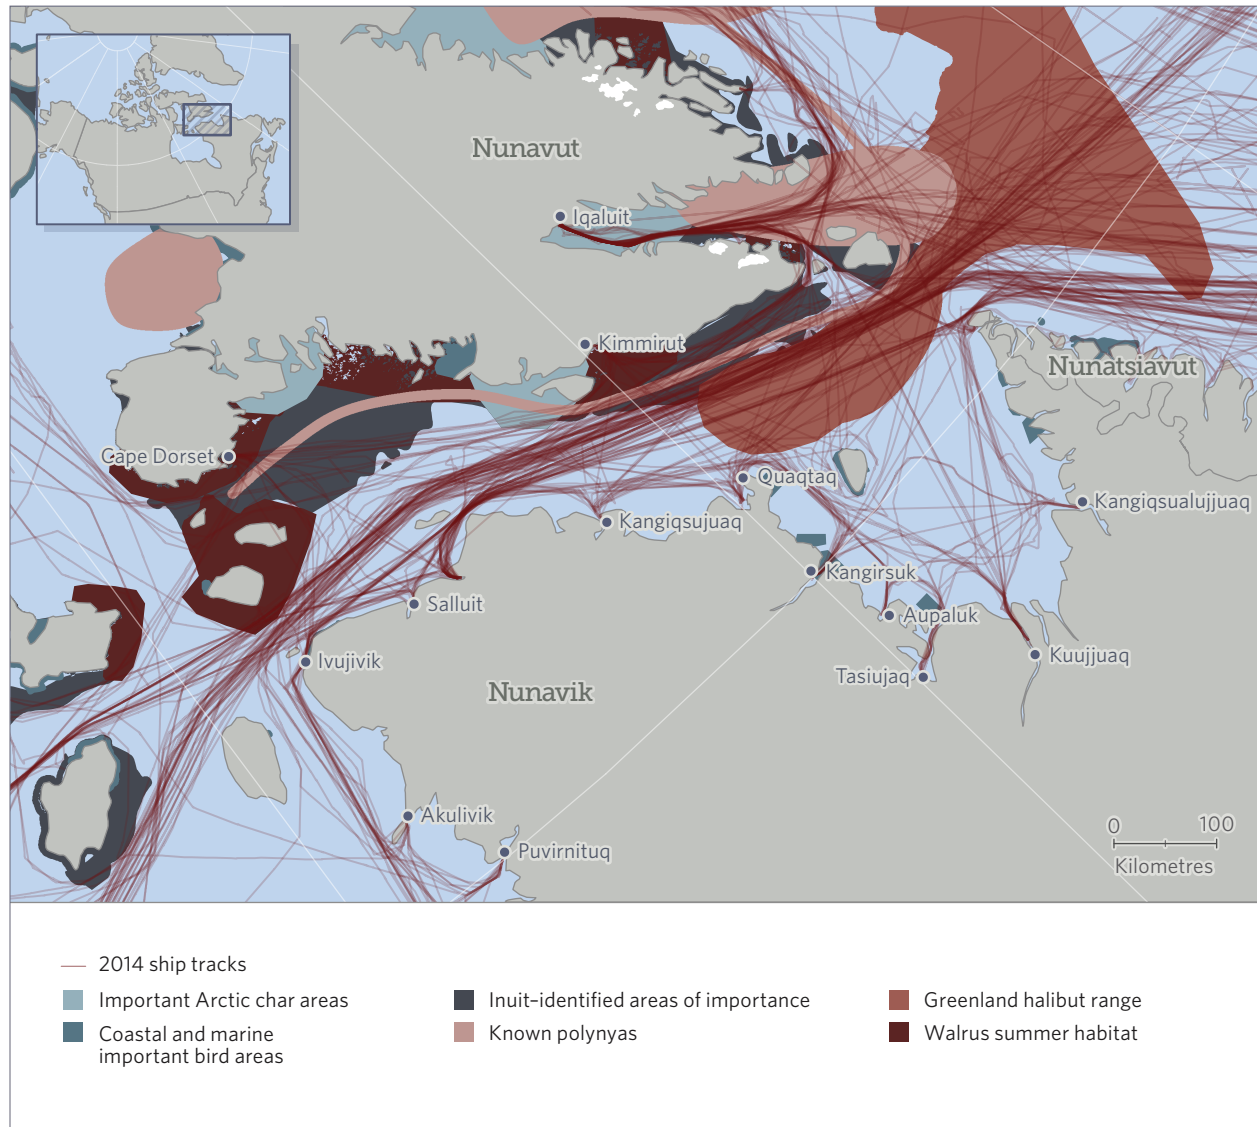 Nunavut
Iqaluit
Kimmirut
Nunatsiavut
Cape Dorset
Quaqtaq
Kangiqsujuaq
Kangiqsualujjuaq
Kangirsuk
Salluit
Aupaluk
Ivujivik
Kuujjuaq
Tasiujaq
Nunavik
Akulivik
Puvirnituq
0 100
Kilometres
2014 ship tracks
Important Arctic char areas
Coastal and marine
important bird areas
Inuit–identified areas of importance
Known polynyas
Greenland halibut range
Walrus summer habitat